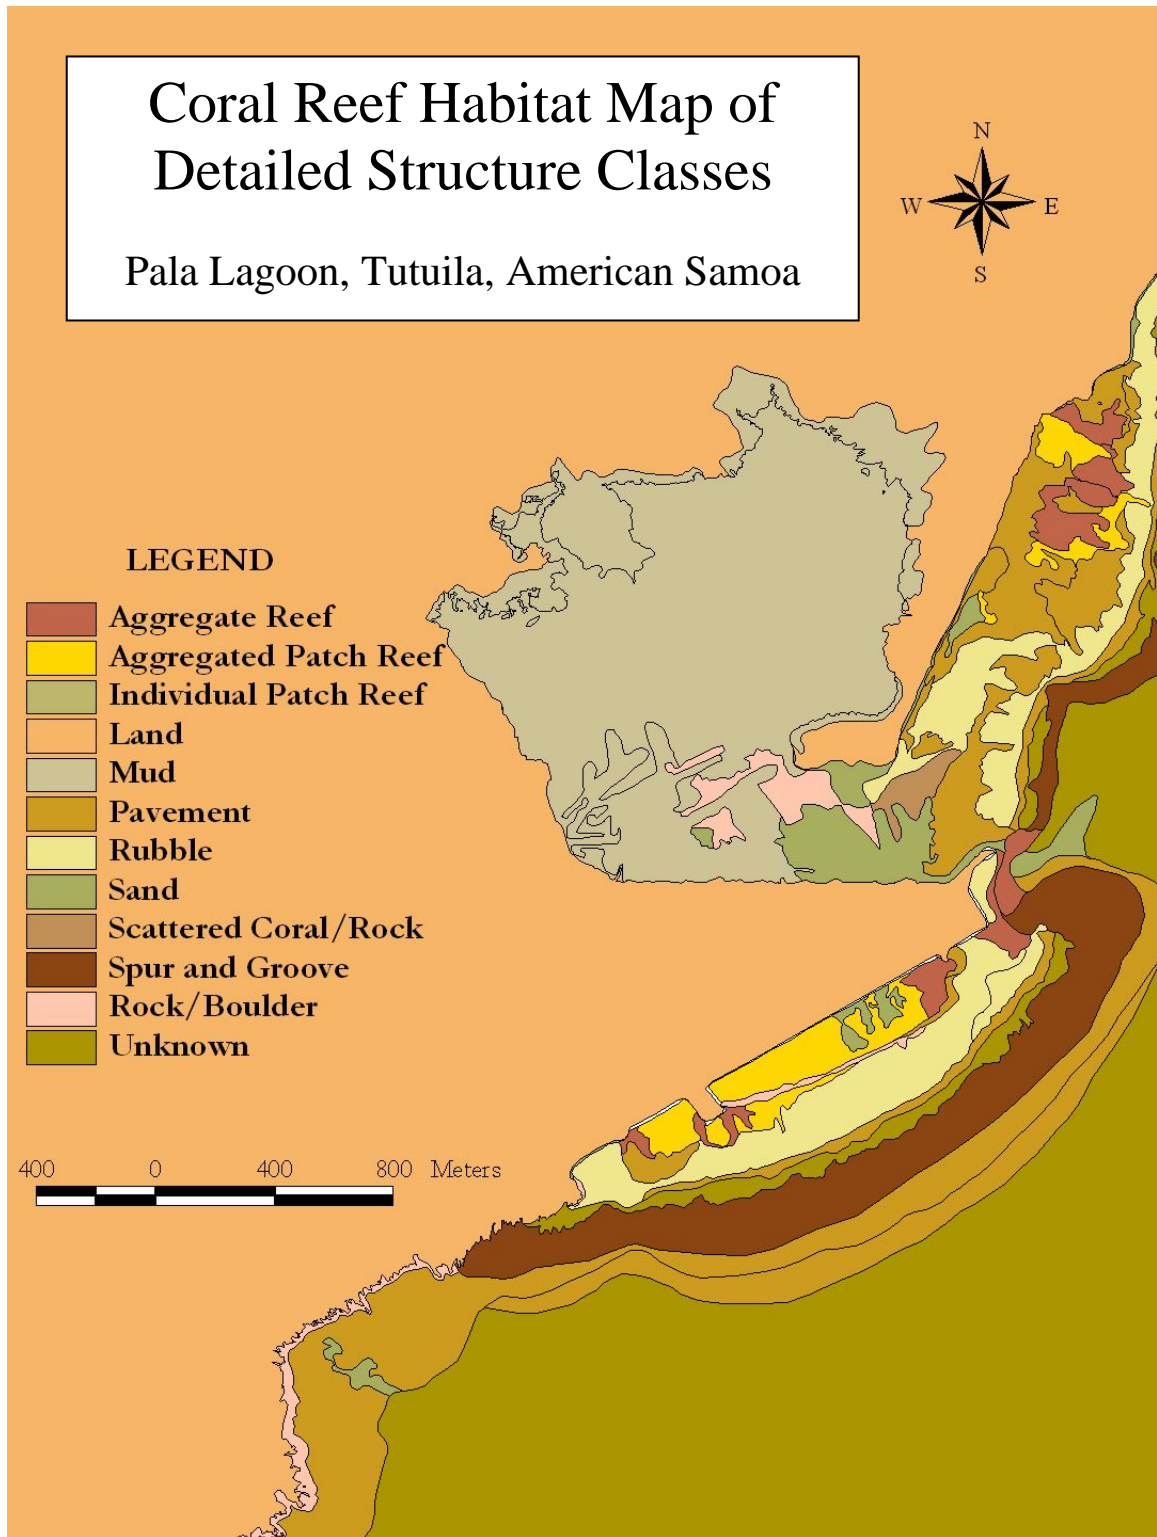 Coral Reef Habitat Map of
Detailed Structure Classes
Pala Lagoon, Tutuila, American Samoa
N
W
E
S
LEGEND
Aggregate Reef
Aggregated Patch Reef
Individual Patch Reef
Land
Mud
Pavement
Rubble
Sand
Scattered Coral/Rock
Spur and Groove
Rock/Boulder
Unknown
400 0 400 800 Meters